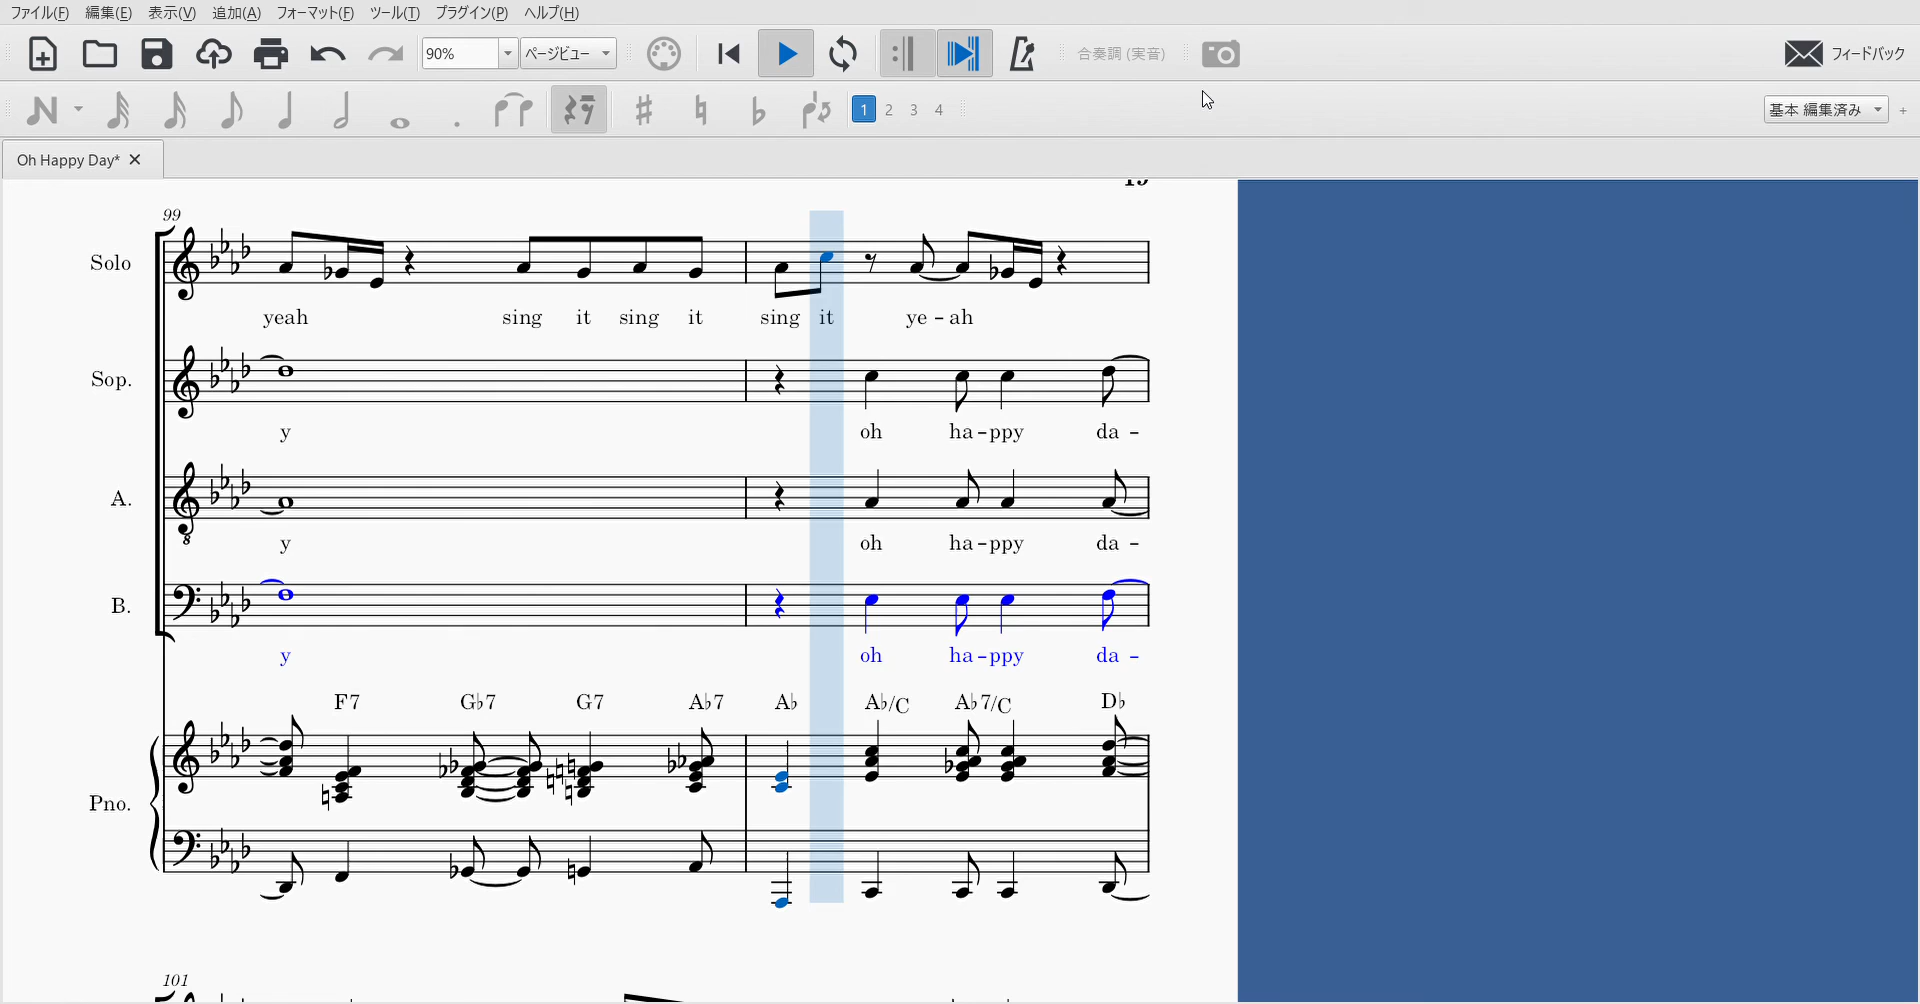 ファイル(F) 編集(E) 表示(V) 追加(A) フォーマット(F) ツール(T) プラグイン(P) ヘルプ(H)
90% ページビュー 合奏調 (実音) フィードバック
1 2 3 4 基本 編集済み +
Oh Happy Day*
99
Solo
yeah sing it sing it sing it ye - ah
Sop.
y oh ha - ppy da -
A.
8
y oh ha - ppy da -
B.
y oh ha - ppy da -
F7 G♭7 G7 A♭7 A♭ A♭/C A♭7/C D♭
Pno.
101